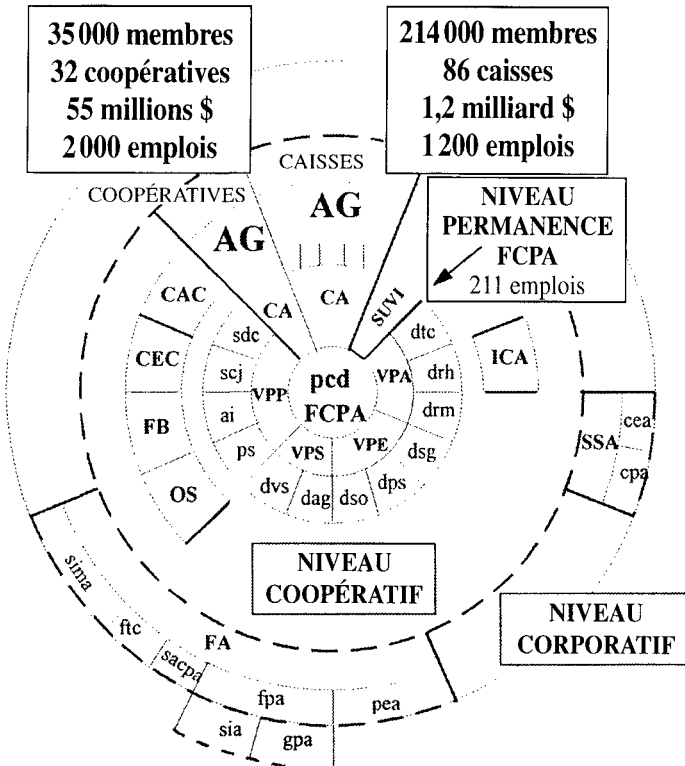 35 000 membres
32 coopératives
55 millions $
2 000 emplois
214 000 membres
86 caisses
1,2 milliard $
1 200 emplois
CAISSES
COOPÉRATIVES
AG
AG
NIVEAU
PERMANENCE
FCPA
211 emplois
CA
CA
SUVI
CAC
CEC
FB
OS
sdc
scj
ai
ps
VPP
pcd
FCPA
VPA
VPS
VPE
dtc
drh
drm
dsg
dps
dso
dag
dvs
ICA
SSA
cea
cpa
NIVEAU
COOPÉRATIF
NIVEAU
CORPORATIF
sima
ftc
sacpa
FA
fpa
pea
sia
gpa